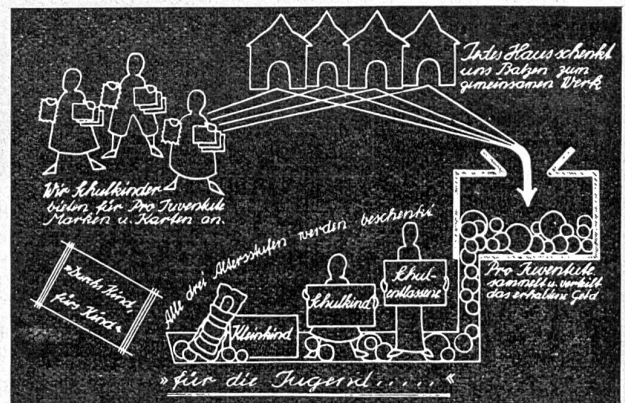 Jedes Haus schenkt
uns Batzen zum
gemeinsamen Werk
Wir Schulkinder
bieten für Pro Juventute
Marken u. Karten an.
Alle drei Altersstufen werden beschenkt
»Durchs Kind
fürs Kind«
Kleinkind
Schulkind
Schul-
entlassene
Pro Juventute
sammelt u. verteilt
das erhaltene Geld
»für die Jugend.....«